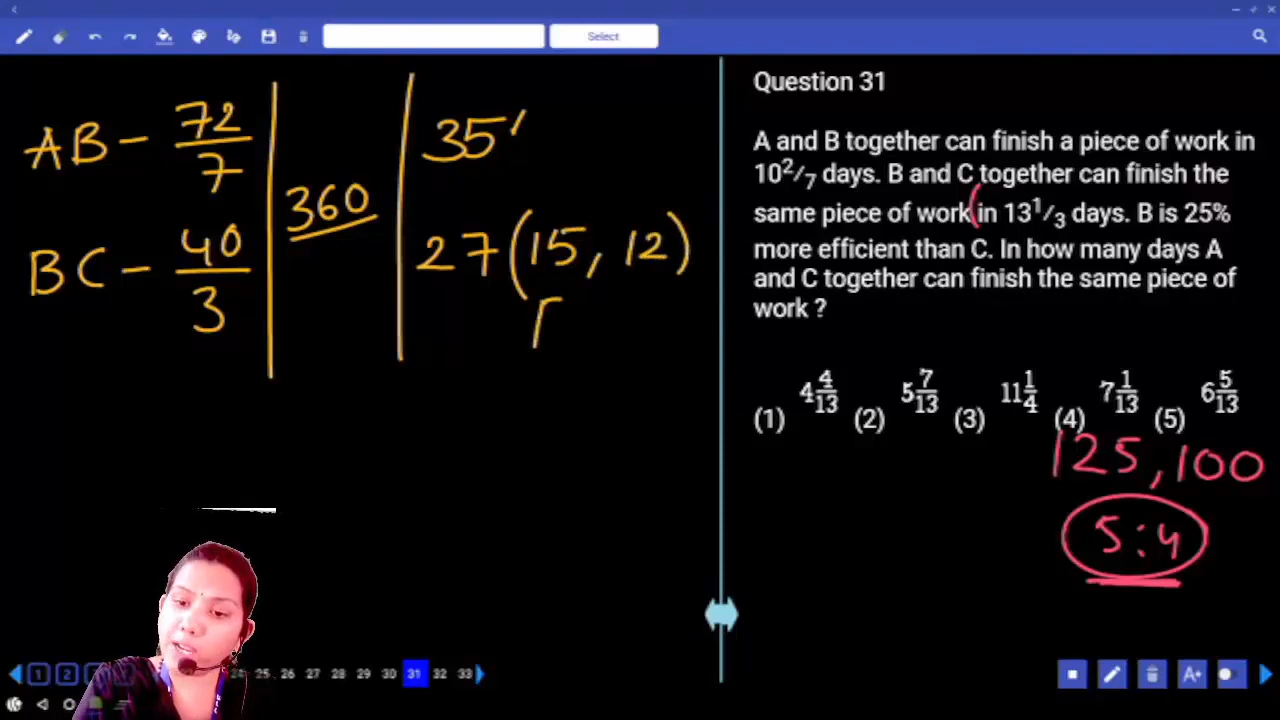 Select
AB - 72/7
360
35
BC - 40/3
27 (15, 12)
Question 31
A and B together can finish a piece of work in
10²/₇ days. B and C together can finish the
same piece of work in 13¹/₃ days. B is 25%
more efficient than C. In how many days A
and C together can finish the same piece of
work ?
(1) 4 4/13 (2) 5 7/13 (3) 11 1/4 (4) 7 1/13 (5) 6 5/13
125, 100
5 : 4
1 2 24 25 26 27 28 29 30 31 32 33
A+